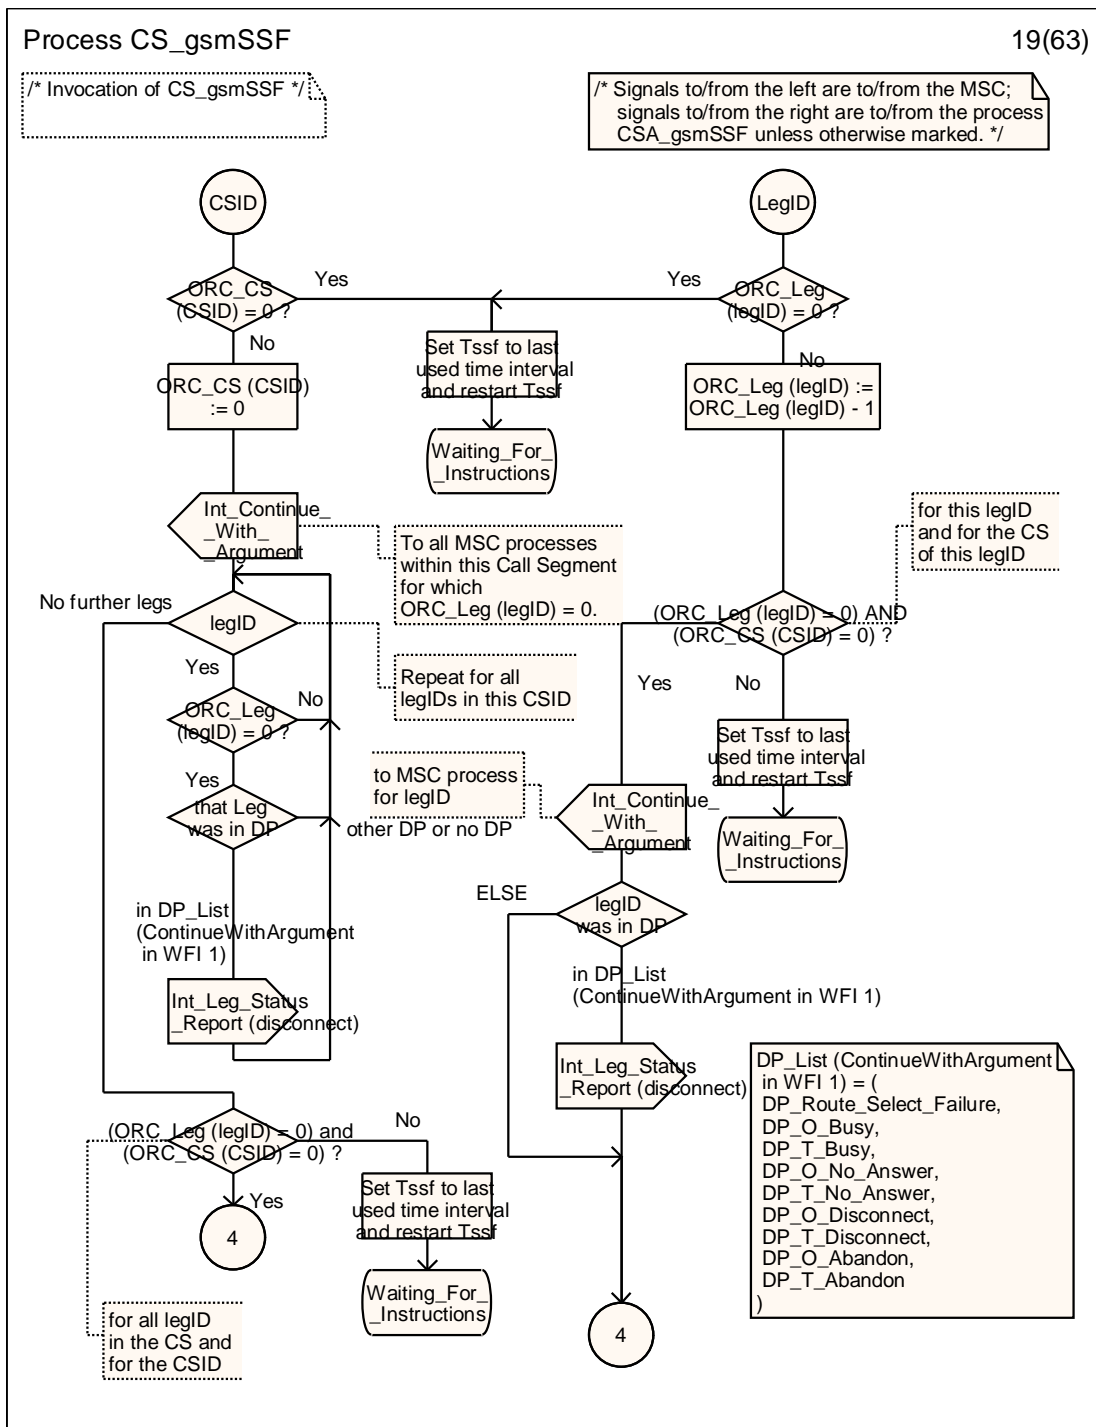 Process CS_gsmSSF
19(63)
/* Invocation of CS_gsmSSF */
/* Signals to/from the left are to/from the MSC;
signals to/from the right are to/from the process
CSA_gsmSSF unless otherwise marked. */
CSID
LegID
ORC_CS
(CSID) = 0 ?
Yes
Yes
ORC_Leg
(legID) = 0 ?
No
No
Set Tssf to last
used time interval
and restart Tssf
ORC_CS (CSID)
:= 0
ORC_Leg (legID) :=
ORC_Leg (legID) - 1
Waiting_For_
_Instructions
Int_Continue_
_With_
_Argument
To all MSC processes
within this Call Segment
for which
ORC_Leg (legID) = 0.
for this legID
and for the CS
of this legID
No further legs
legID
(ORC_Leg (legID) = 0) AND
(ORC_CS (CSID) = 0) ?
Yes
Repeat for all
legIDs in this CSID
Yes
No
ORC_Leg
(legID) = 0 ?
No
Set Tssf to last
used time interval
and restart Tssf
Yes
to MSC process
for legID
Int_Continue_
_With_
_Argument
that Leg
was in DP
other DP or no DP
Waiting_For_
_Instructions
ELSE
legID
was in DP
in DP_List
(ContinueWithArgument
in WFI 1)
in DP_List
(ContinueWithArgument in WFI 1)
Int_Leg_Status
_Report (disconnect)
Int_Leg_Status
_Report (disconnect)
DP_List (ContinueWithArgument
in WFI 1) = (
DP_Route_Select_Failure,
DP_O_Busy,
DP_T_Busy,
DP_O_No_Answer,
DP_T_No_Answer,
DP_O_Disconnect,
DP_T_Disconnect,
DP_O_Abandon,
DP_T_Abandon
)
(ORC_Leg (legID) = 0) and
(ORC_CS (CSID) = 0) ?
No
Yes
Set Tssf to last
used time interval
and restart Tssf
4
Waiting_For_
_Instructions
for all legID
in the CS and
for the CSID
4